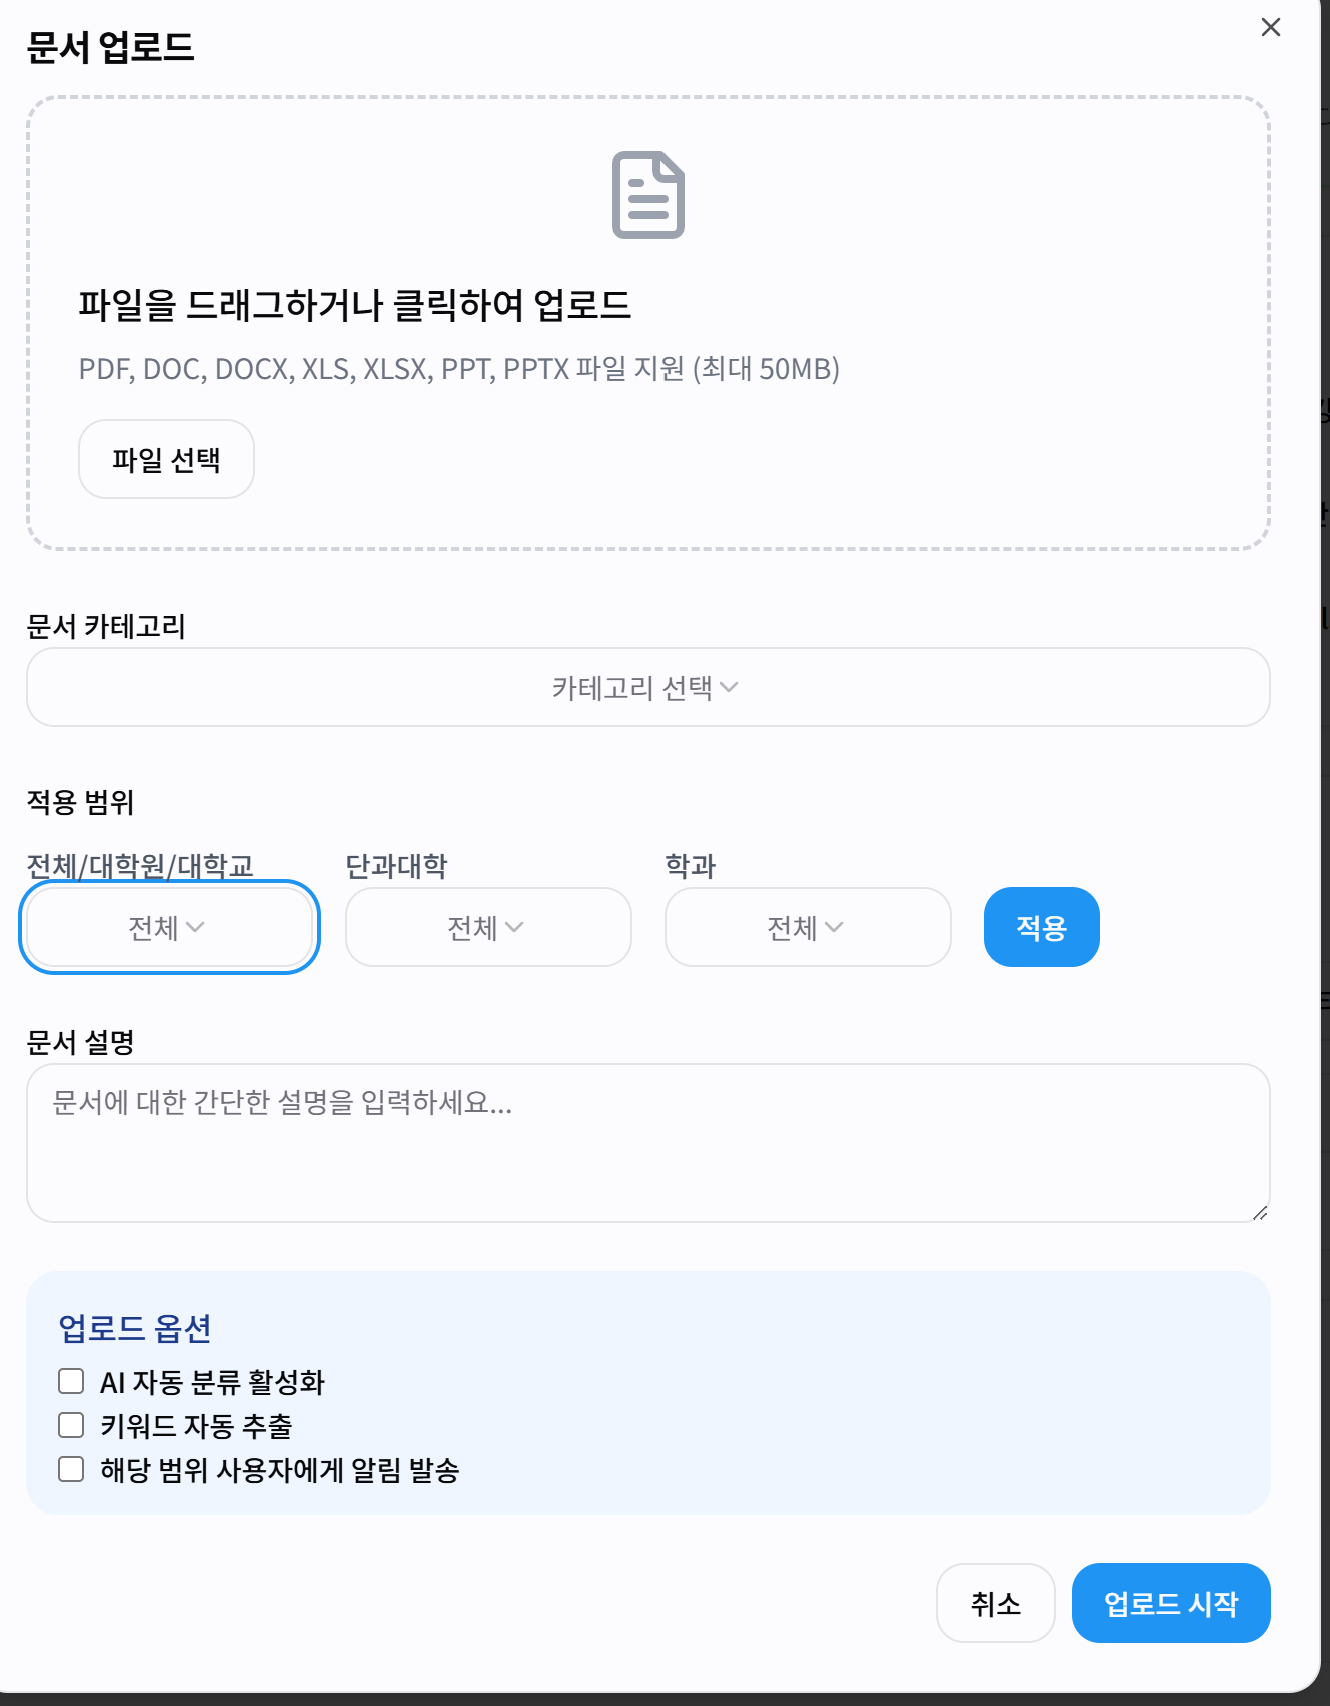 문서 업로드
파일을 드래그하거나 클릭하여 업로드
PDF, DOC, DOCX, XLS, XLSX, PPT, PPTX 파일 지원 (최대 50MB)
파일 선택
문서 카테고리
카테고리 선택
적용 범위
전체/대학원/대학교 단과대학 학과
전체 전체 전체 적용
문서 설명
문서에 대한 간단한 설명을 입력하세요...
업로드 옵션
AI 자동 분류 활성화
키워드 자동 추출
해당 범위 사용자에게 알림 발송
취소 업로드 시작